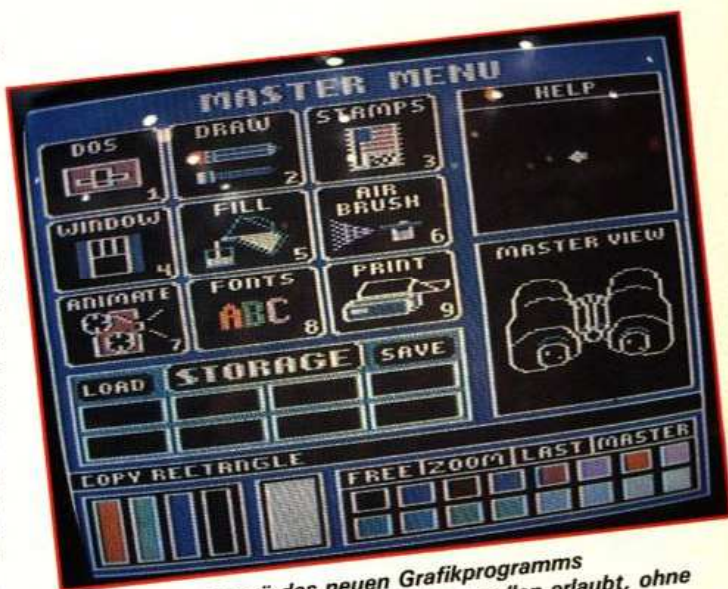 MASTER MENU
DOS
1
DRAW
2
STAMPS
3
HELP
WINDOW
4
FILL
5
AIR
BRUSH
6
MASTER VIEW
ANIMATE
7
FONTS
ABC
8
PRINT
9
LOAD
STORAGE
SAVE
COPY RECTANGLE
FREE ZOOM LAST MASTER
des neuen Grafikprogramms
erlaubt, ohne